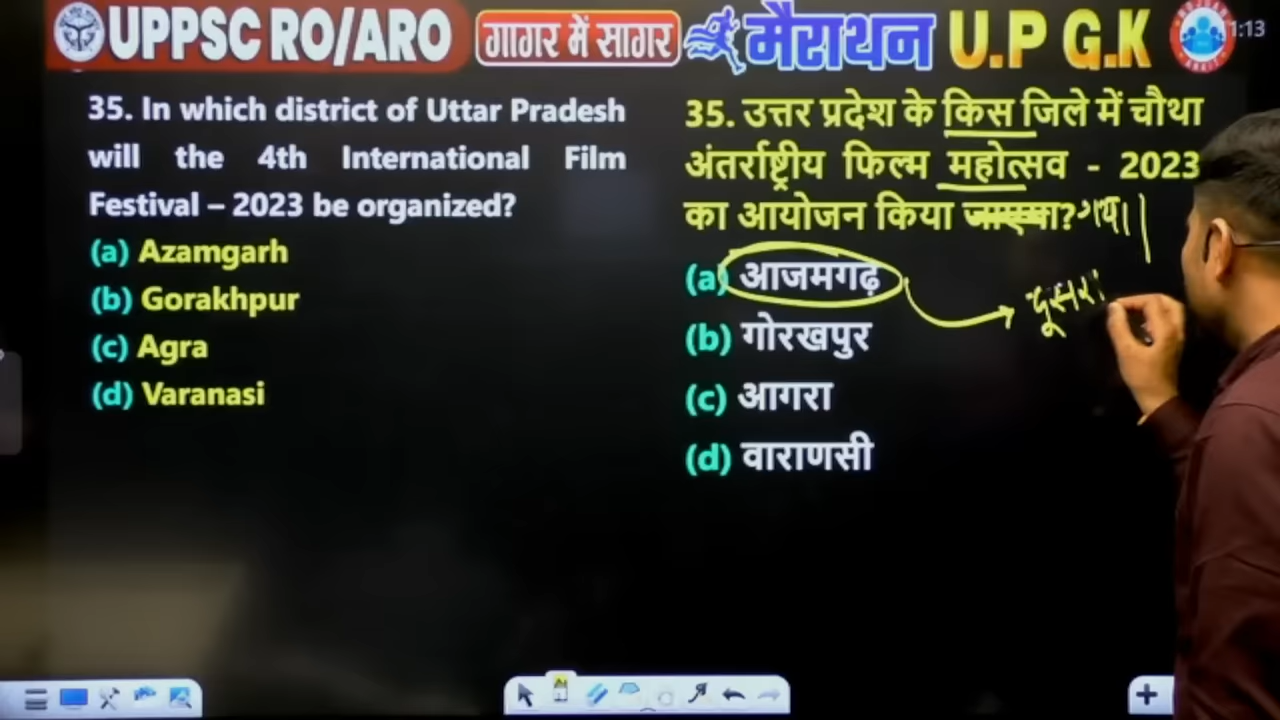 UPPSC RO/ARO गागर में सागर मैराथन U.P G.K 1:13
35. In which district of Uttar Pradesh
will the 4th International Film
Festival – 2023 be organized?
(a) Azamgarh
(b) Gorakhpur
(c) Agra
(d) Varanasi
35. उत्तर प्रदेश के किस जिले में चौथा
अंतर्राष्ट्रीय फिल्म महोत्सव - 2023
का आयोजन किया जाएगा? गया
(a) आजमगढ़
दूसरा
(b) गोरखपुर
(c) आगरा
(d) वाराणसी